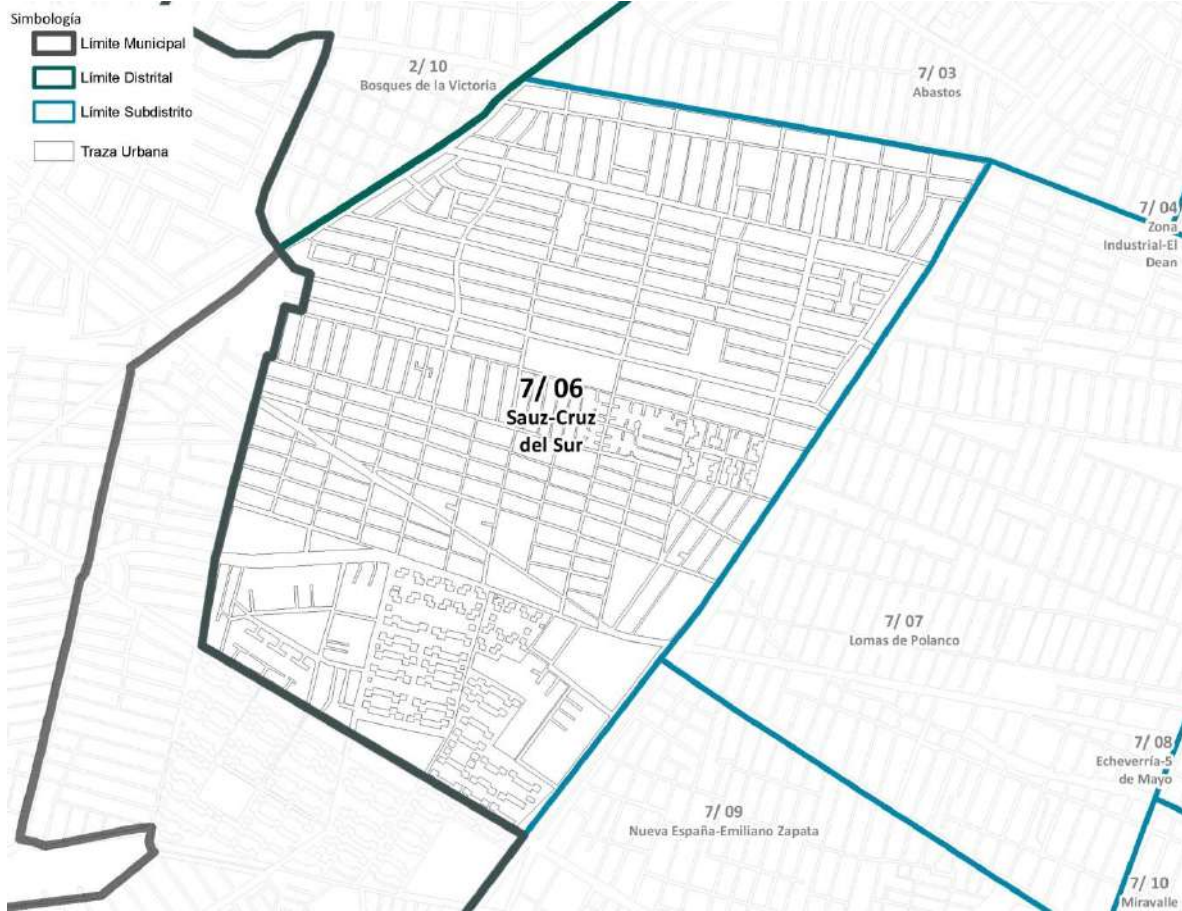 Simbología
Límite Municipal
Límite Distrital
Límite Subdistrito
Traza Urbana
2/ 10
Bosques de la Victoria
7/ 03
Abastos
7/ 04
Zona
Industrial-El
Dean
7/ 06
Sauz-Cruz
del Sur
7/ 07
Lomas de Polanco
7/ 08
Echeverría-5
de Mayo
7/ 09
Nueva España-Emiliano Zapata
7/ 10
Miravalle